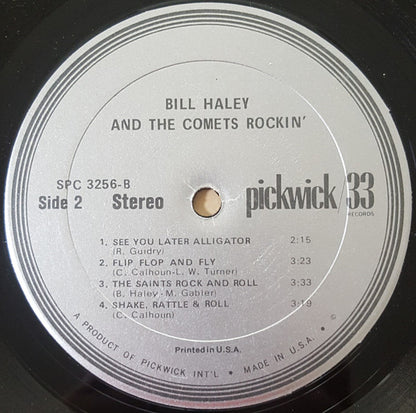 BILL HALEY
AND THE COMETS ROCKIN'
SPC 3256-B
Side 2 Stereo
pickwick 33
RECORDS
1. SEE YOU LATER ALLIGATOR 2:15
(R. Guidry)
2. FLIP FLOP AND FLY 3:23
(C. Calhoun-L. W. Turner)
3. THE SAINTS ROCK AND ROLL 3:33
(B. Haley-M. Gabler)
4. SHAKE, RATTLE & ROLL 3:19
(C. Calhoun)
Printed in U.S.A.
A PRODUCT OF PICKWICK INT'L • MADE IN U.S.A. • ©